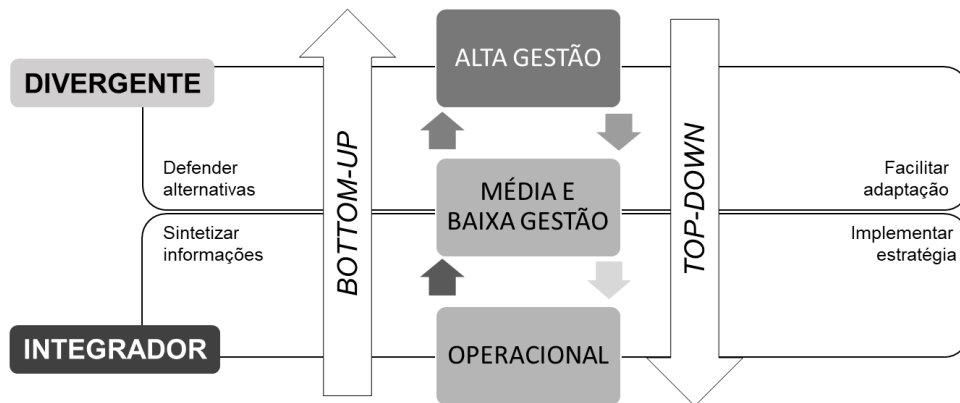 ALTA GESTÃO
DIVERGENTE
Defender
alternativas
BOTTOM-UP
MÉDIA E
BAIXA GESTÃO
TOP-DOWN
Facilitar
adaptação
Sintetizar
informações
Implementar
estratégia
INTEGRADOR
OPERACIONAL